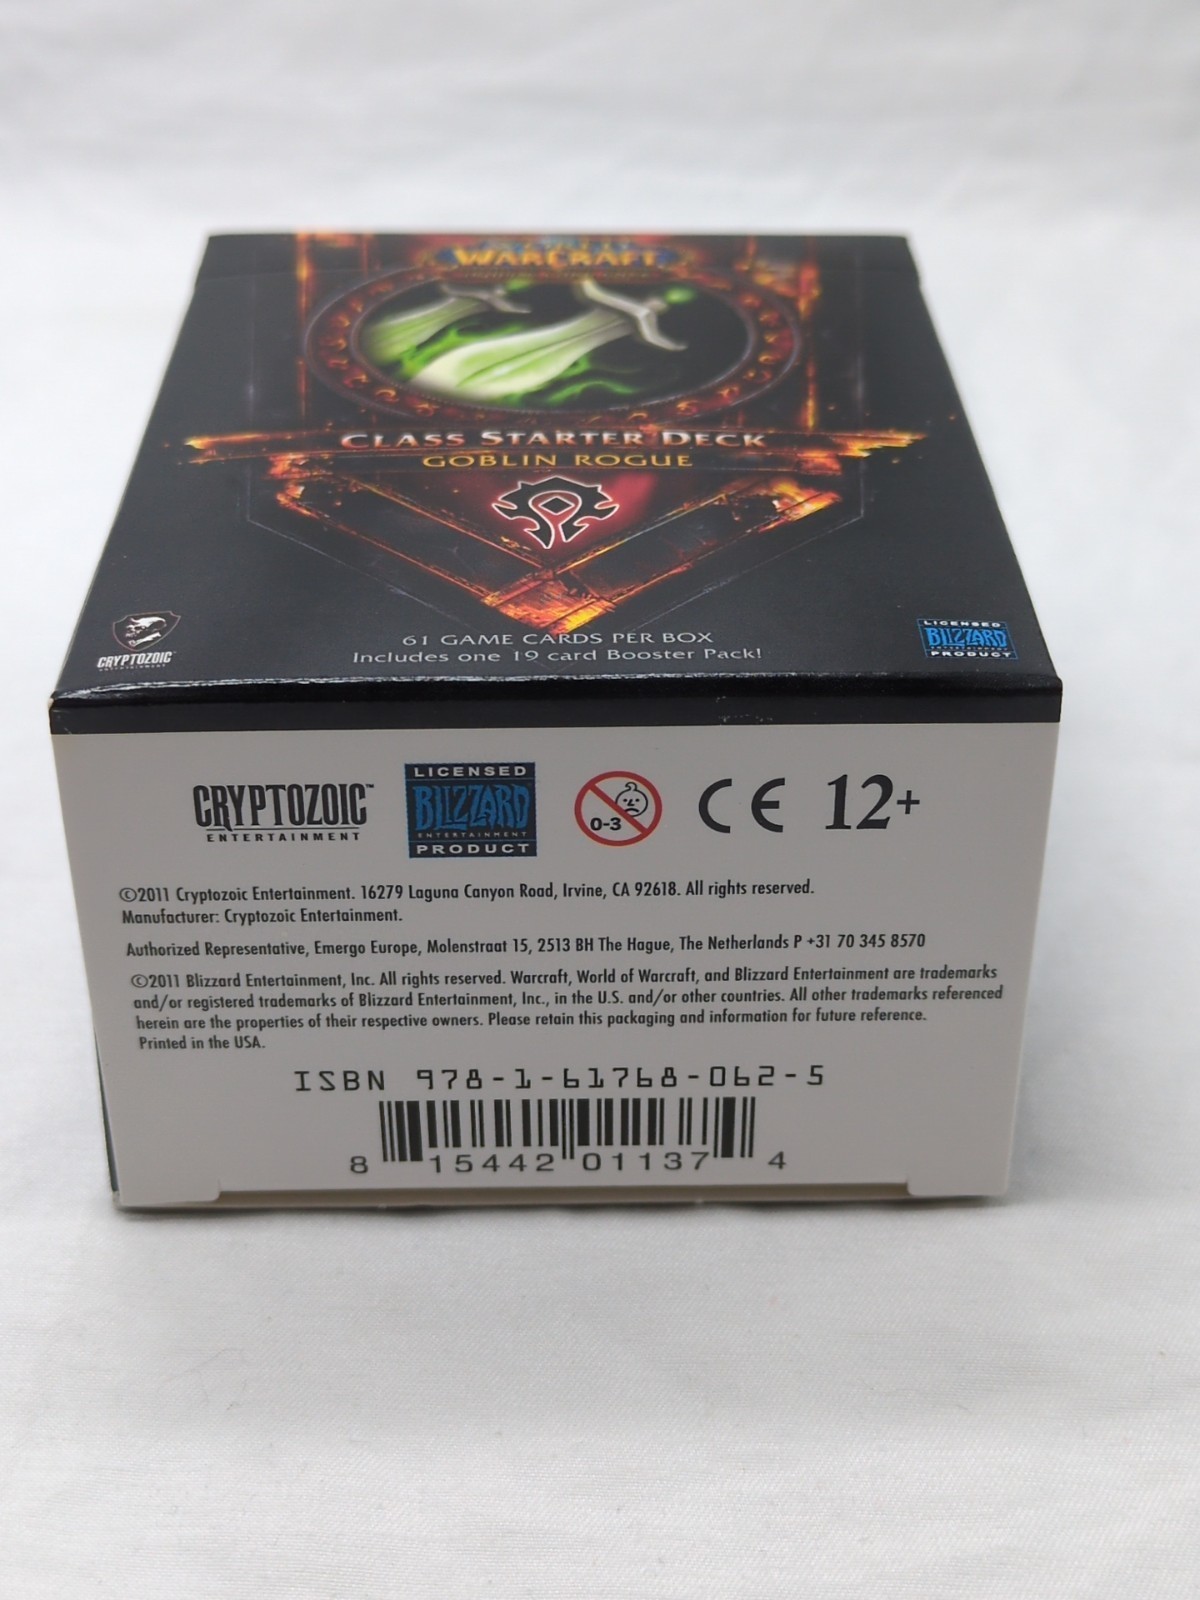 WARCRAFT
CLASS STARTER DECK
GOBLIN ROGUE
61 GAME CARDS PER BOX
Includes one 19 card Booster Pack!
CRYPTOZOIC
ENTERTAINMENT
LICENSED
BLIZZARD
ENTERTAINMENT
PRODUCT
CRYPTOZOIC™
ENTERTAINMENT
LICENSED
BLIZZARD
ENTERTAINMENT
PRODUCT
0-3
CE 12+
©2011 Cryptozoic Entertainment. 16279 Laguna Canyon Road, Irvine, CA 92618. All rights reserved.
Manufacturer: Cryptozoic Entertainment.
Authorized Representative, Emergo Europe, Molenstraat 15, 2513 BH The Hague, The Netherlands P +31 70 345 8570
©2011 Blizzard Entertainment, Inc. All rights reserved. Warcraft, World of Warcraft, and Blizzard Entertainment are trademarks
and/or registered trademarks of Blizzard Entertainment, Inc., in the U.S. and/or other countries. All other trademarks referenced
herein are the properties of their respective owners. Please retain this packaging and information for future reference.
Printed in the USA.
ISBN 978-1-61768-062-5
8 15442 01137 4